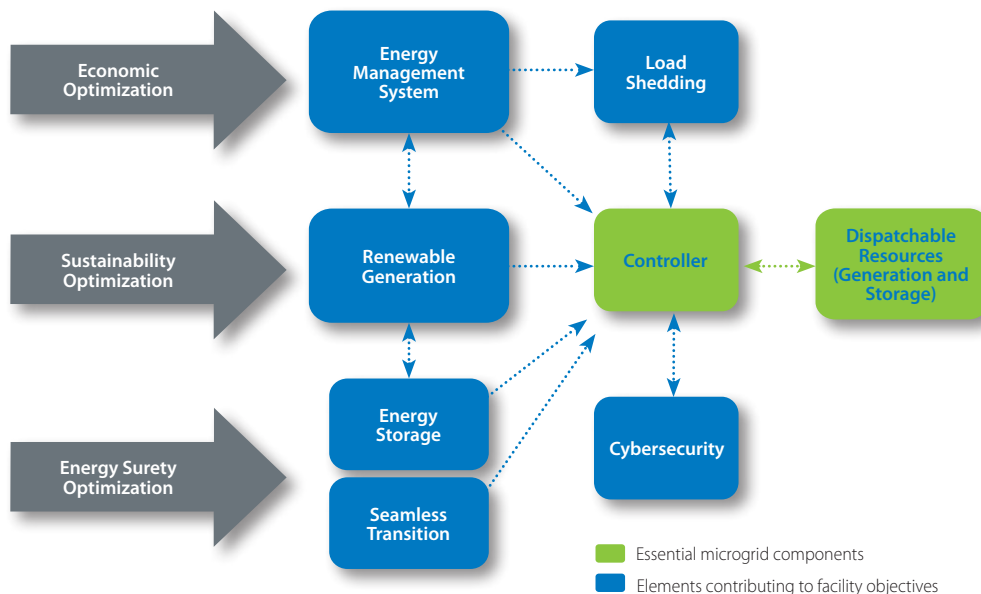 Economic
Optimization
Energy
Management
System
Load
Shedding
Sustainability
Optimization
Renewable
Generation
Controller
Dispatchable
Resources
(Generation and
Storage)
Energy Surety
Optimization
Energy
Storage
Seamless
Transition
Cybersecurity
Essential microgrid components
Elements contributing to facility objectives